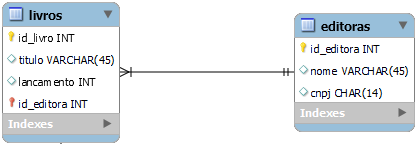 livros
id_livro INT
titulo VARCHAR(45)
lancamento INT
id_editora INT
Indexes
editoras
id_editora INT
nome VARCHAR(45)
cnpj CHAR(14)
Indexes